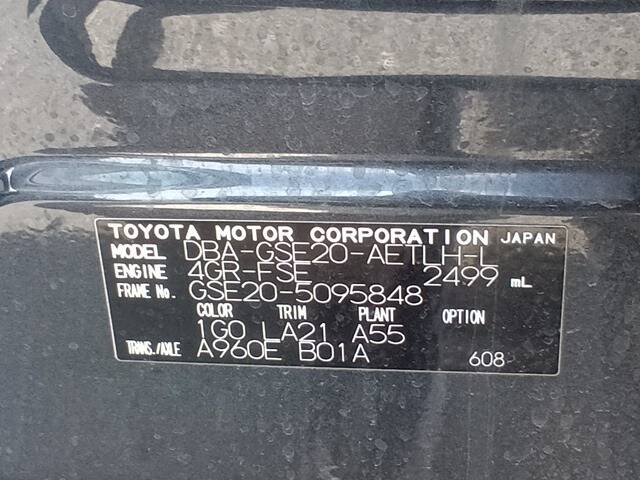 TOYOTA MOTOR CORPORATION JAPAN
MODEL DBA-GSE20-AETLH-L
ENGINE 4GR-FSE 2499 mL
FRAME No. GSE20-5095848
COLOR TRIM PLANT OPTION
1G0 LA21 A55
TRANS./AXLE A960E B01A 608